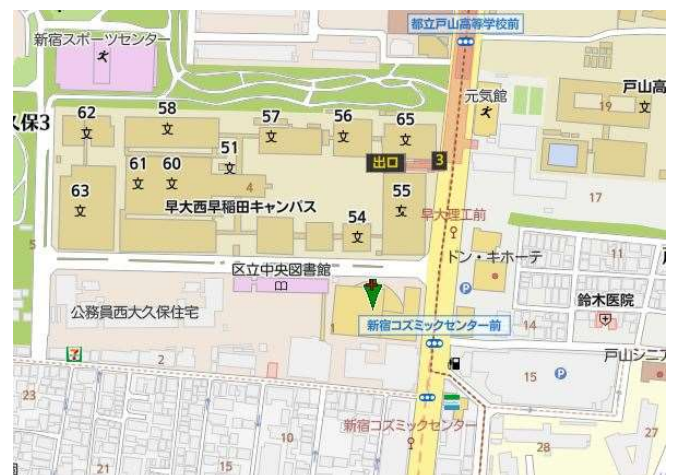 都立戸山高等学校前
新宿スポーツセンター
元気館
戸山高
19
62
58
57
56
65
久保3
51
出口
3
61
60
4
63
55
17
早大西早稲田キャンパス
54
早大理工前
5
ドン・キホーテ
11
区立中央図書館
鈴木医院
公務員西大久保住宅
新宿コズミックセンター前
1
14
2
戸山シニア
15
P
P
23
新宿コズミックセンター
10
27
28
21
15
文
文
文
文
文
文
文
文
文
文
文
文